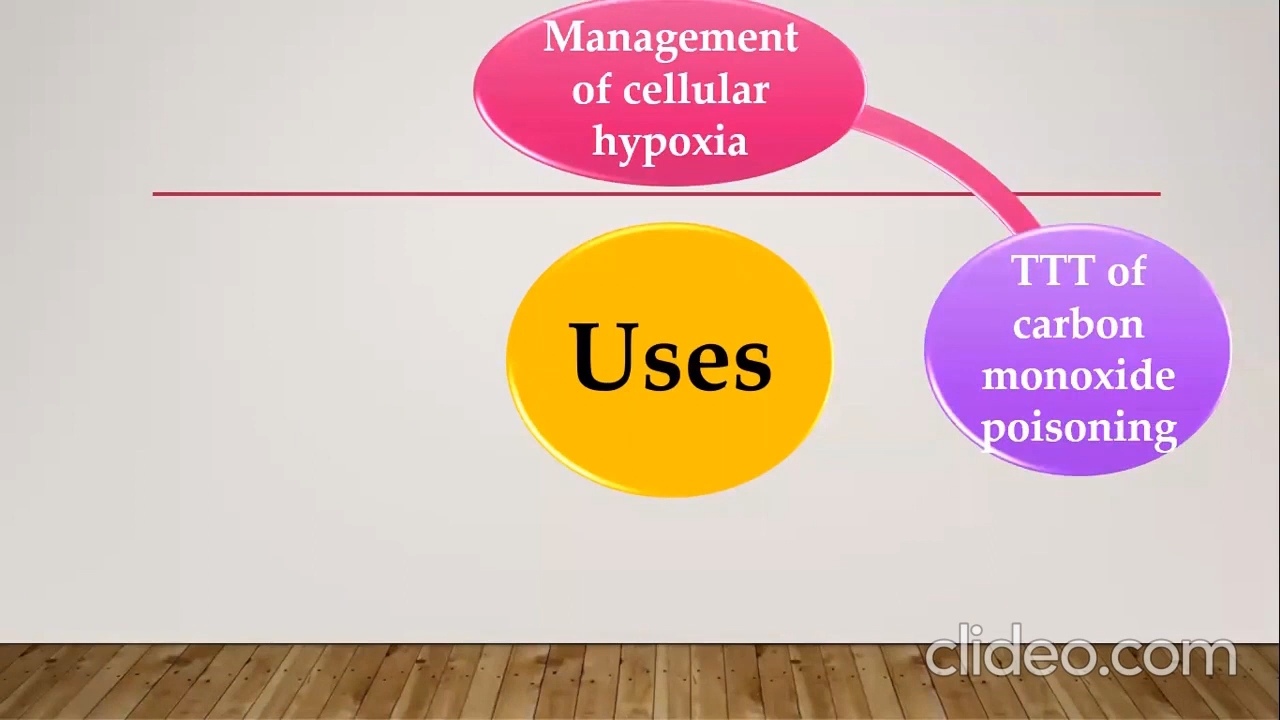 Management
of cellular
hypoxia
Uses
TTT of
carbon
monoxide
poisoning
clideo.com